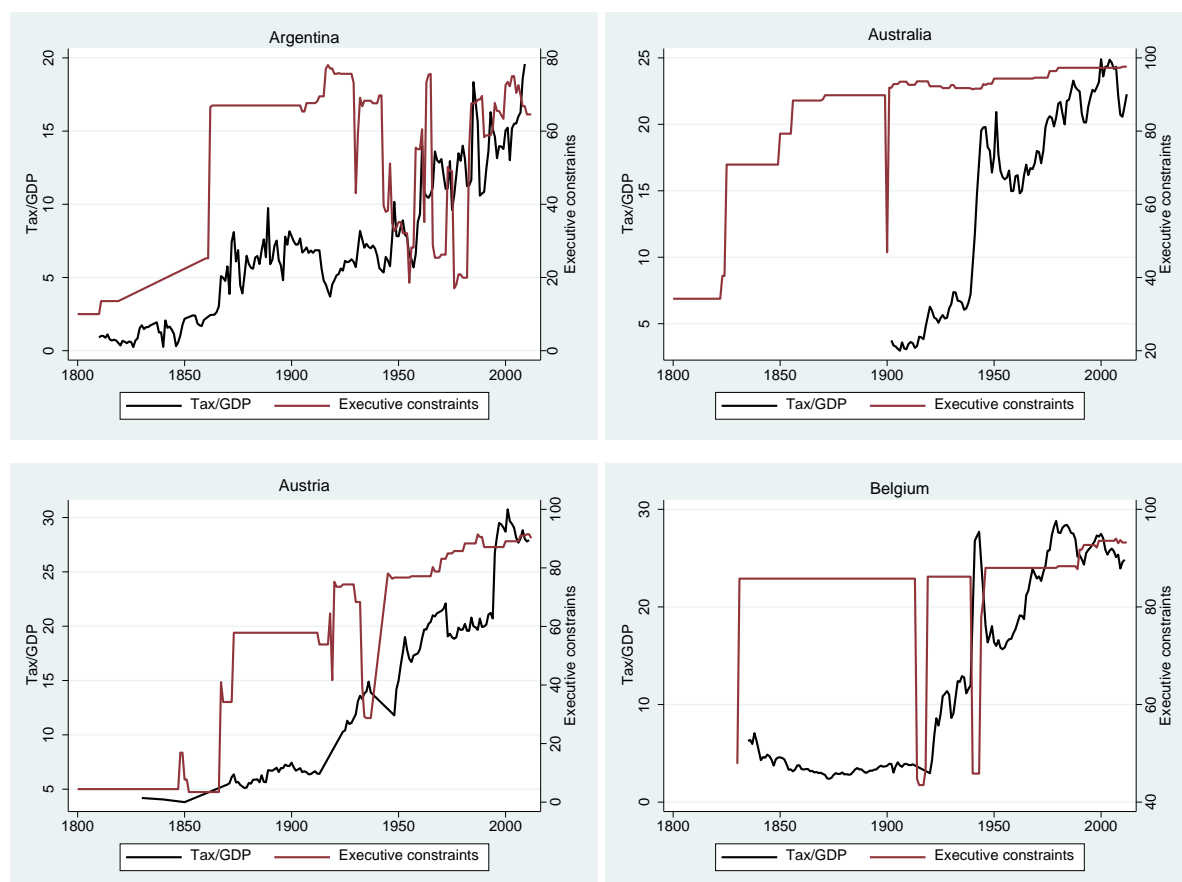 Argentina
Tax/GDP
0 5 10 15 20
Executive constraints
0 20 40 60 80
1800 1850 1900 1950 2000
Tax/GDP Executive constraints
Australia
Tax/GDP
5 10 15 20 25
Executive constraints
20 40 60 80 100
1800 1850 1900 1950 2000
Tax/GDP Executive constraints
Austria
Tax/GDP
5 10 15 20 25 30
Executive constraints
0 20 40 60 80 100
1800 1850 1900 1950 2000
Tax/GDP Executive constraints
Belgium
Tax/GDP
0 10 20 30
Executive constraints
40 60 80 100
1800 1850 1900 1950 2000
Tax/GDP Executive constraints